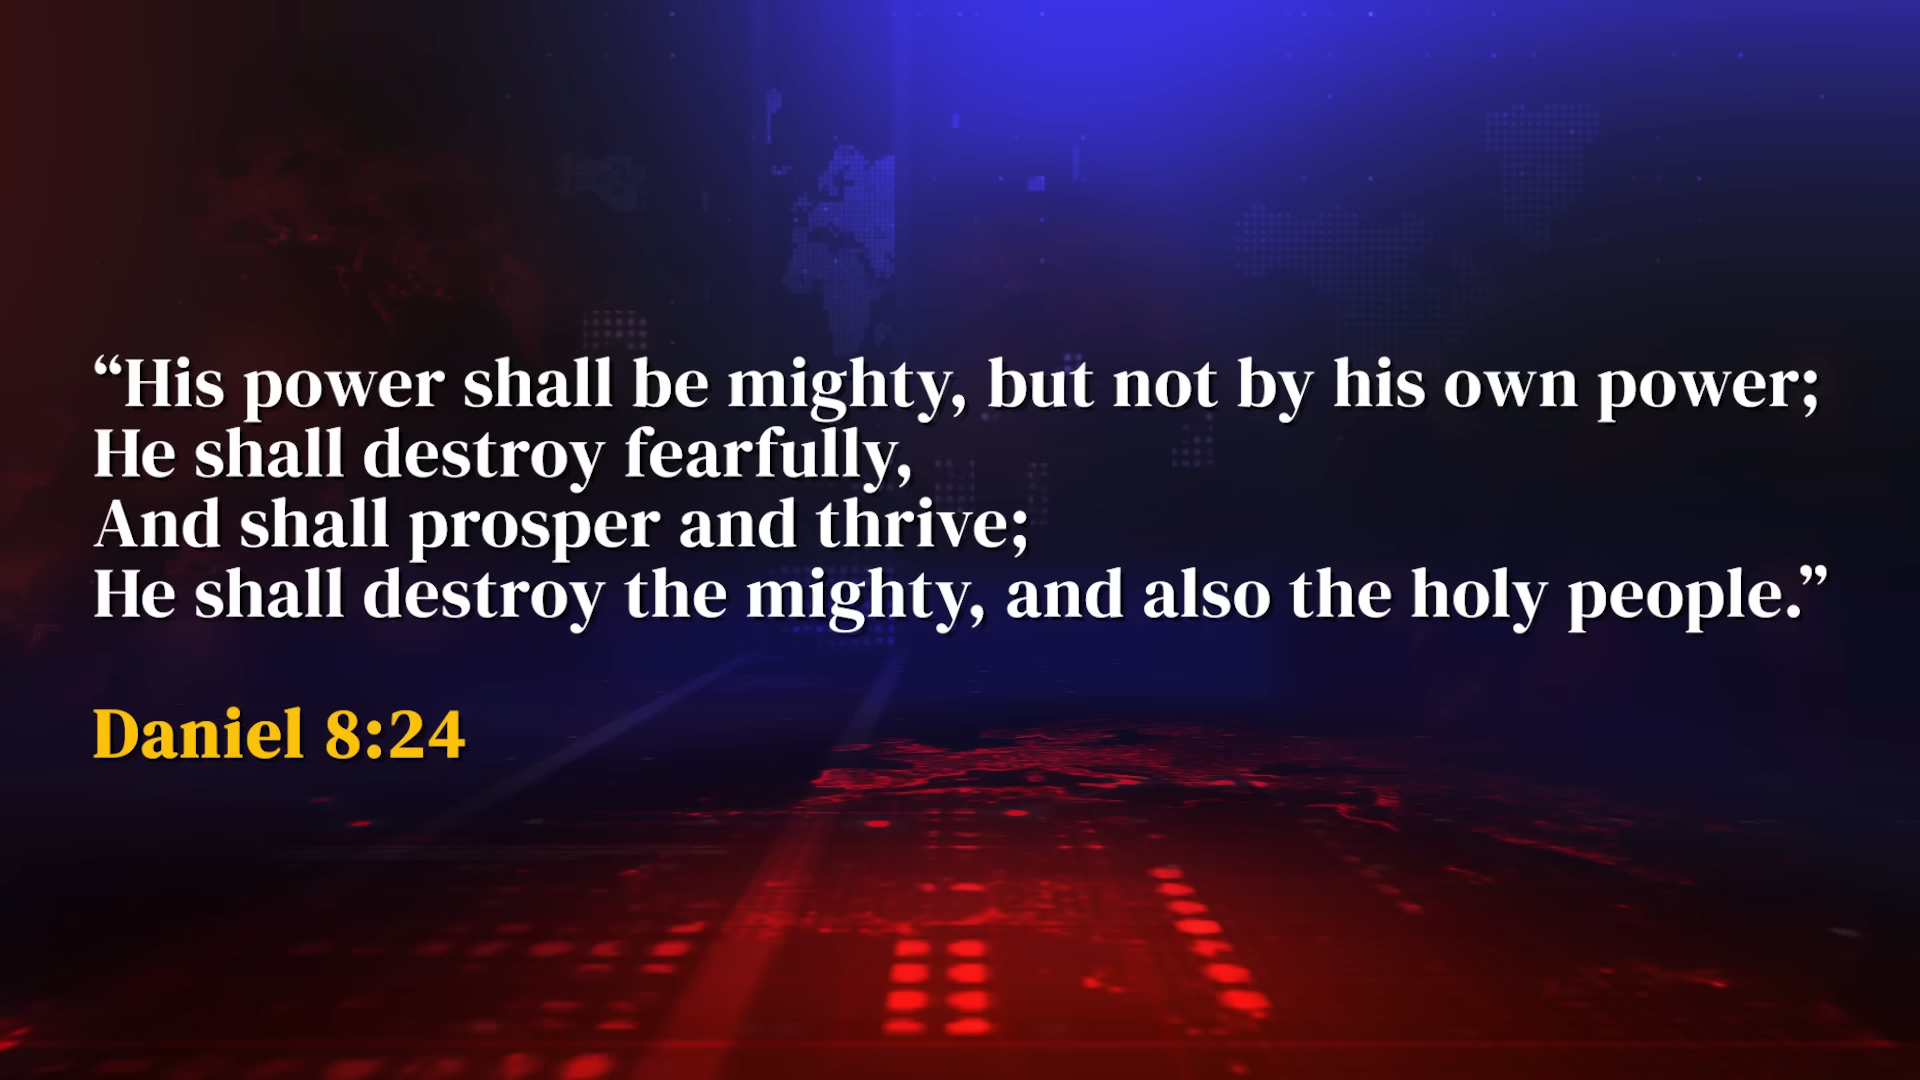 “His power shall be mighty, but not by his own power;
He shall destroy fearfully,
And shall prosper and thrive;
He shall destroy the mighty, and also the holy people.”
Daniel 8:24